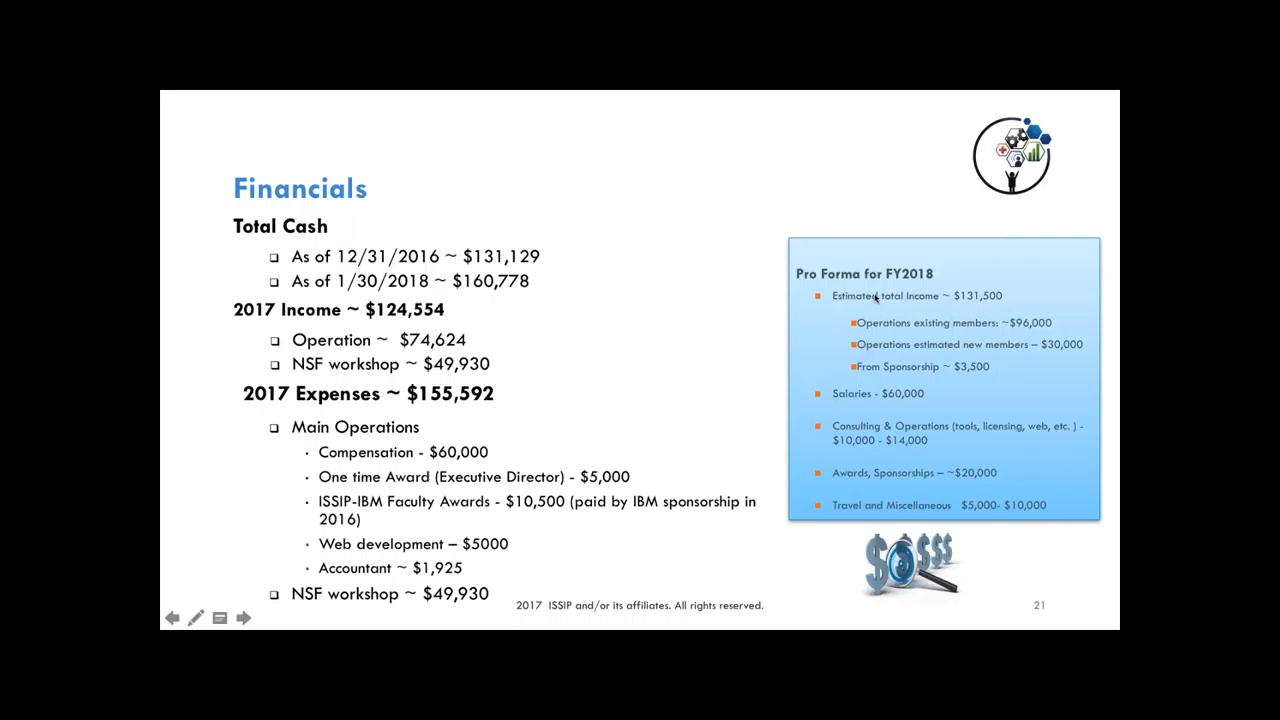 Financials
Total Cash
❑ As of 12/31/2016 ~ $131,129
❑ As of 1/30/2018 ~ $160,778
2017 Income ~ $124,554
❑ Operation ~ $74,624
❑ NSF workshop ~ $49,930
2017 Expenses ~ $155,592
❑ Main Operations
• Compensation - $60,000
• One time Award (Executive Director) - $5,000
• ISSIP-IBM Faculty Awards - $10,500 (paid by IBM sponsorship in
2016)
• Web development – $5000
• Accountant ~ $1,925
❑ NSF workshop ~ $49,930
Pro Forma for FY2018
▪ Estimated total Income ~ $131,500
▪Operations existing members: ~$96,000
▪Operations estimated new members – $30,000
▪From Sponsorship ~ $3,500
▪ Salaries - $60,000
▪ Consulting & Operations (tools, licensing, web, etc. ) -
$10,000 - $14,000
▪ Awards, Sponsorships – ~$20,000
▪ Travel and Miscellaneous $5,000- $10,000
2017 ISSIP and/or its affiliates. All rights reserved.
21